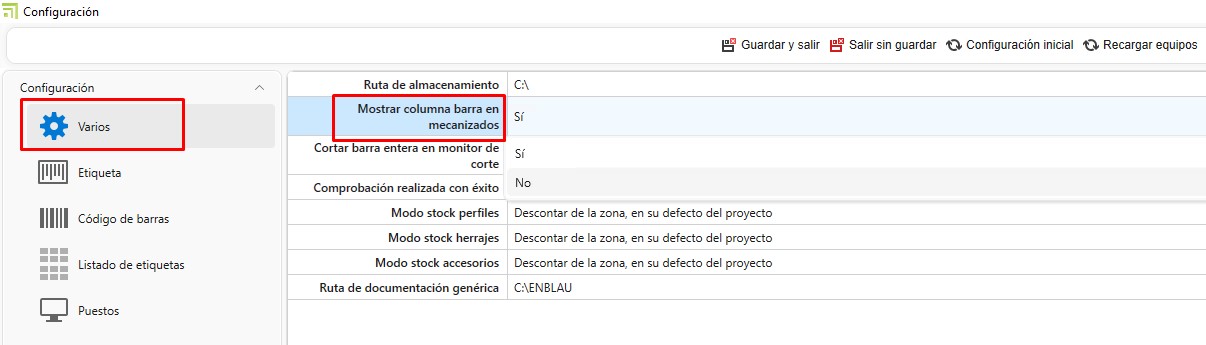 Configuración
Guardar y salir Salir sin guardar Configuración inicial Recargar equipos
Configuración
Varios
Etiqueta
Código de barras
Listado de etiquetas
Puestos
Ruta de almacenamiento C:\
Mostrar columna barra en
mecanizados Sí
Cortar barra entera en monitor de
corte Sí
No
Comprobación realizada con éxito
Modo stock perfiles Descontar de la zona, en su defecto del proyecto
Modo stock herrajes Descontar de la zona, en su defecto del proyecto
Modo stock accesorios Descontar de la zona, en su defecto del proyecto
Ruta de documentación genérica C:\ENBLAU